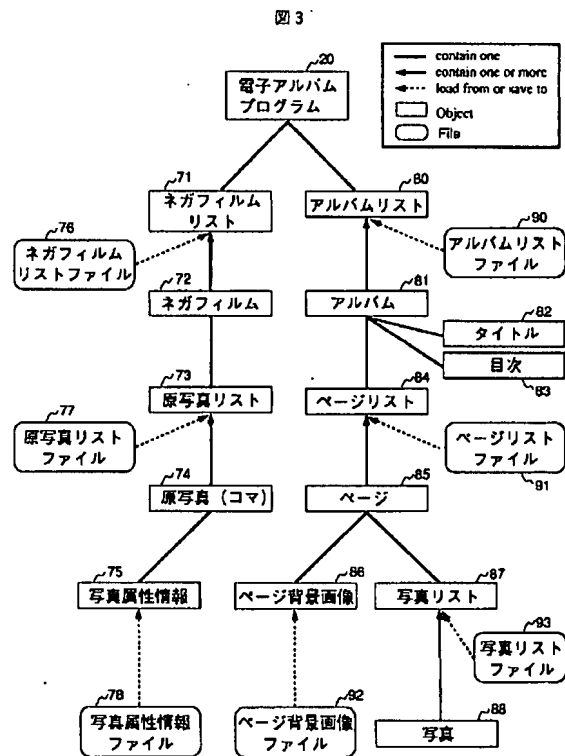 図3
contain one
contain one or more
load from or save to
Object
File
20
電子アルバム
プログラム
71
ネガフィルム
リスト
80
アルバムリスト
76
ネガフィルム
リストファイル
90
アルバムリスト
ファイル
72
ネガフィルム
81
アルバム
82
タイトル
目次
83
73
原写真リスト
84
ページリスト
77
原写真リスト
ファイル
ページリスト
ファイル
91
74
原写真（コマ）
85
ページ
75
写真属性情報
86
ページ背景画像
87
写真リスト
93
写真リスト
ファイル
78
写真属性情報
ファイル
92
ページ背景画像
ファイル
88
写真